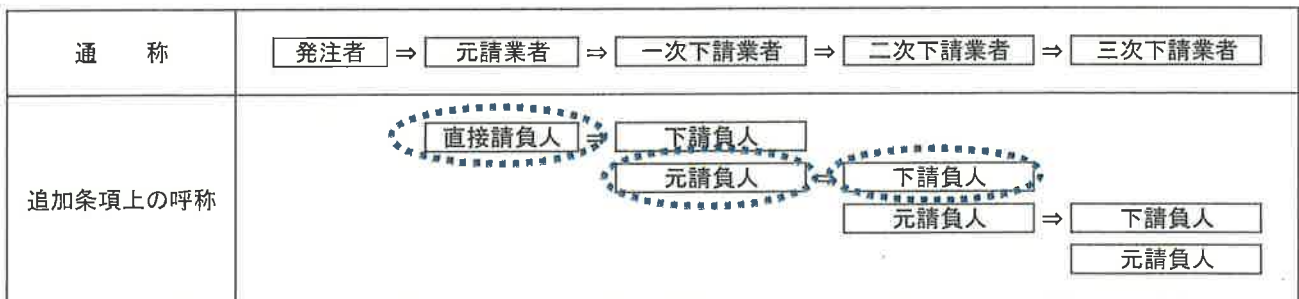 通　称　発注者 ⇒ 元請業者 ⇒ 一次下請業者 ⇒ 二次下請業者 ⇒ 三次下請業者
直接請負人 ⇒ 下請負人
追加条項上の呼称　元請負人 ⇒ 下請負人
元請負人 ⇒ 下請負人
元請負人